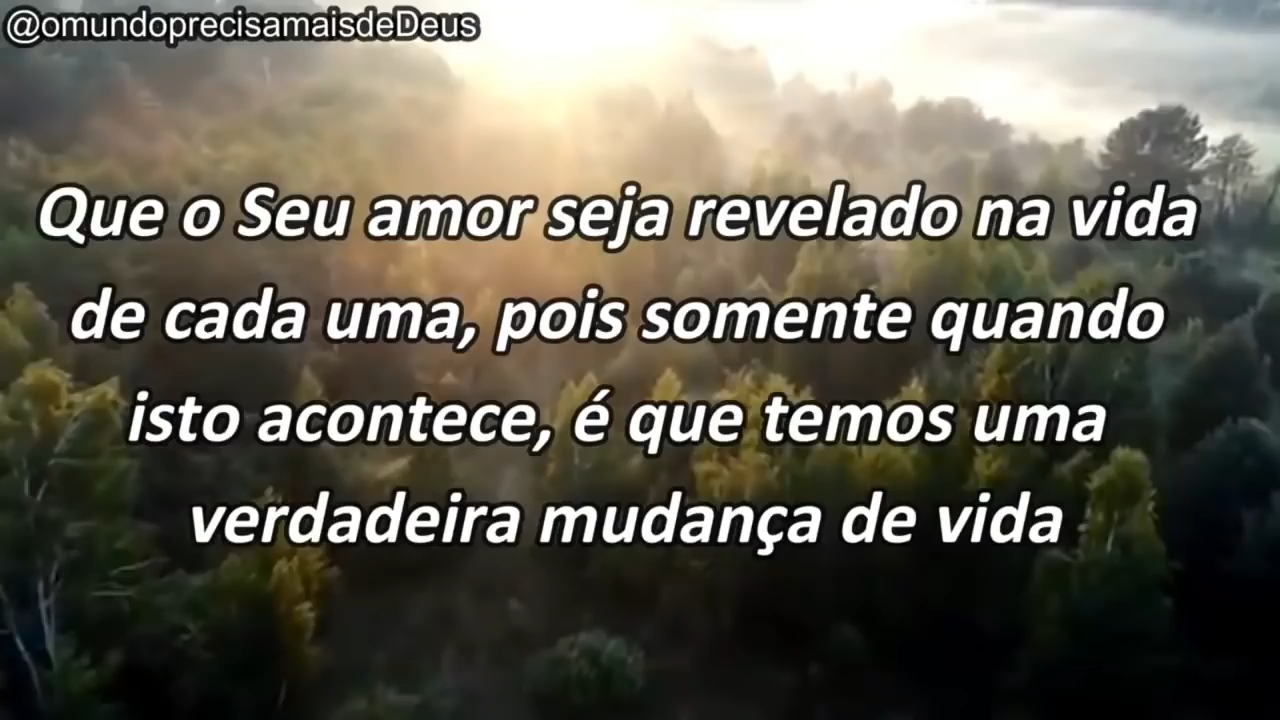 @omundoprecisamaisdeDeus
Que o Seu amor seja revelado na vida
de cada uma, pois somente quando
isto acontece, é que temos uma
verdadeira mudança de vida